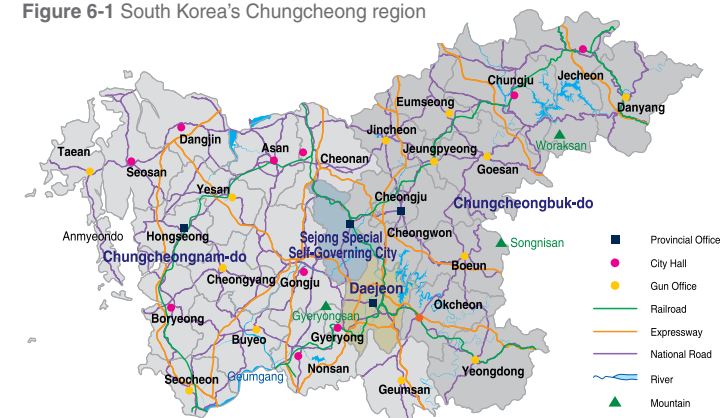 Figure 6-1 South Korea's Chungcheong region
Chungju
Jecheon
Eumseong
Danyang
Jincheon
Dangjin
Woraksan
Taean
Asan
Jeungpyeong
Cheonan
Seosan
Goesan
Yesan
Cheongju
Chungcheongbuk-do
Anmyeondo
Hongseong
Cheongwon
Sejong Special
Self-Governing City
Songnisan
Chungcheongnam-do
Boeun
Cheongyang
Gongju
Daejeon
Okcheon
Boryeong
Gyeryongsan
Buyeo
Gyeryong
Nonsan
Yeongdong
Seocheon
Geumgang
Geumsan
Provincial Office
City Hall
Gun Office
Railroad
Expressway
National Road
River
Mountain